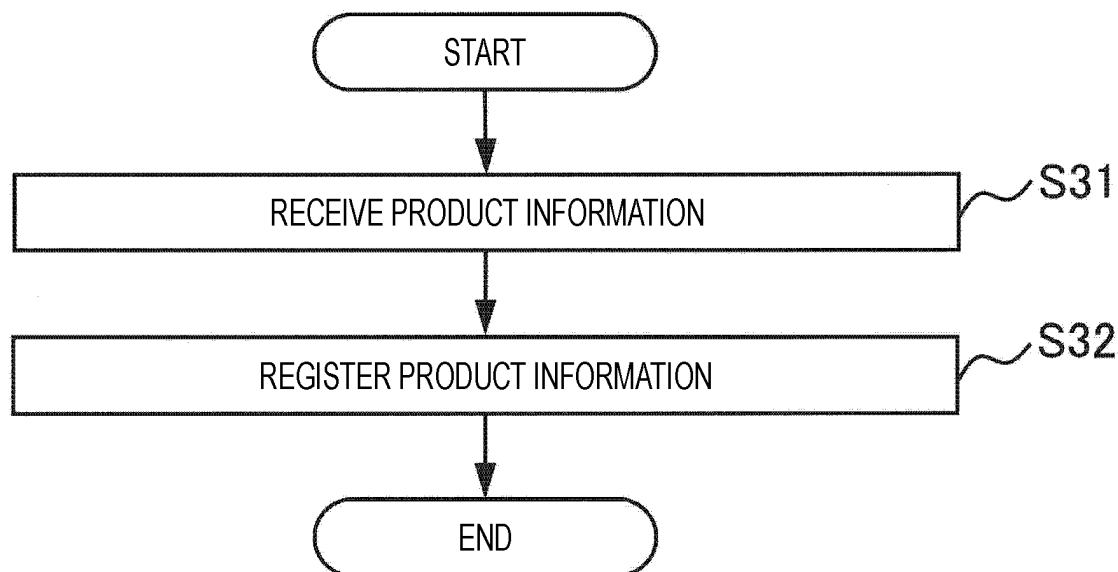 START
RECEIVE PRODUCT INFORMATION
S31
REGISTER PRODUCT INFORMATION
S32
END